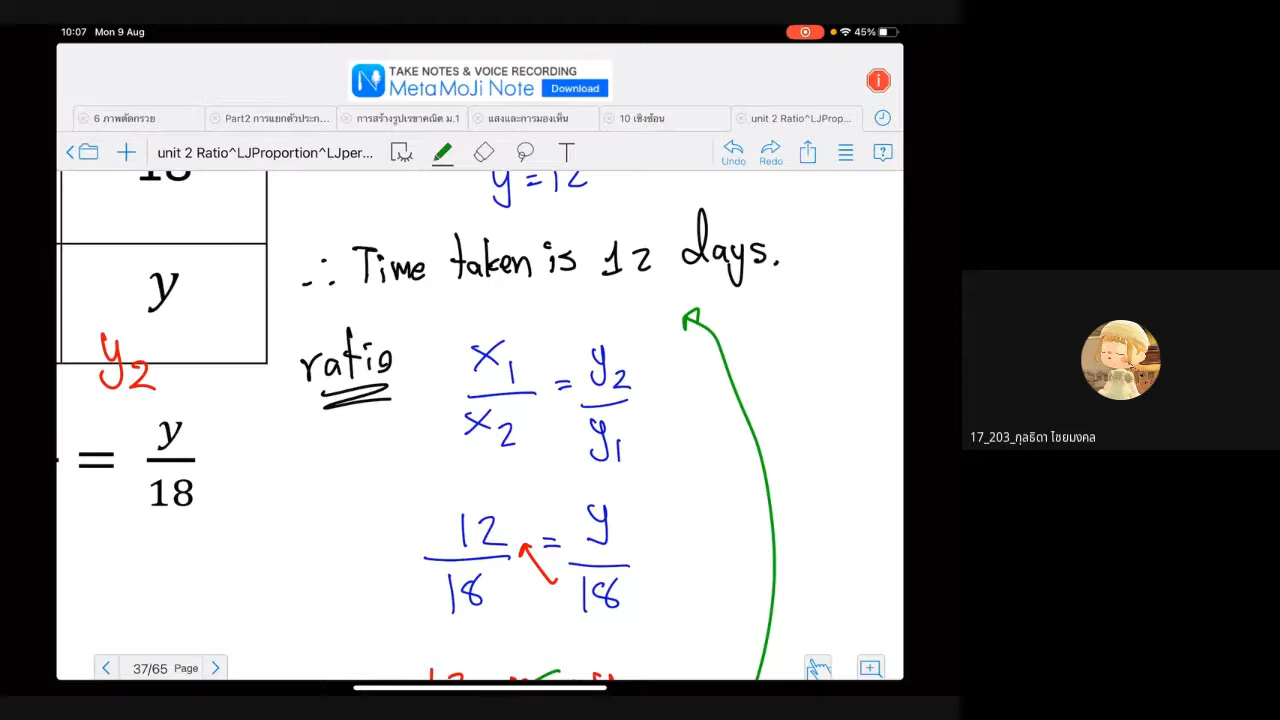 10:07 Mon 9 Aug
45%
TAKE NOTES & VOICE RECORDING
MetaMoJi Note Download
6 ภาพตัดกรวย
Part2 การแยกตัวประก...
การสร้างรูปเรขาคณิต ม.1
แสงและการมองเห็น
10 เชิงซ้อน
unit 2 Ratio^LJProp...
unit 2 Ratio^LJProportion^LJper...
T
Undo Redo
18
y = 12
∴ Time taken is 12 days.
y
y2
ratio
x1/x2 = y2/y1
= y/18
12/18 = y/18
17_203_กุลธิดา ไชยมงคล
37/65 Page